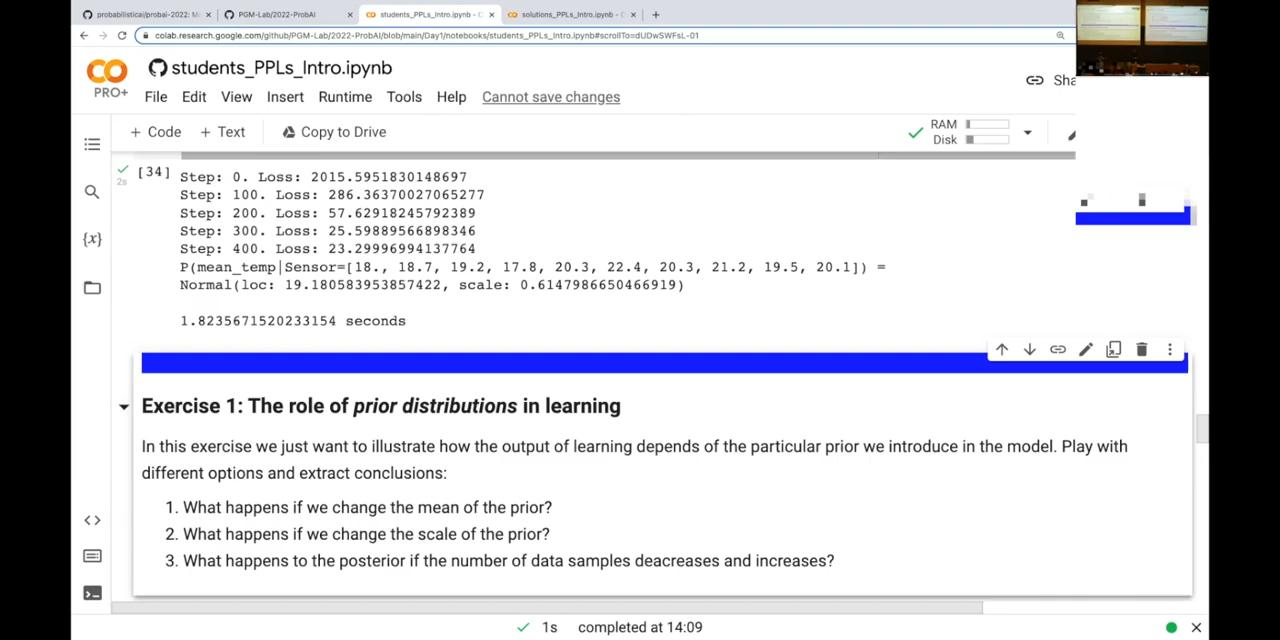 probabilisticai/probai-2022: M
PGM-Lab/2022-ProbAI
students_PPLs_Intro.ipynb - C
solutions_PPLs_Intro.ipynb - C
colab.research.google.com/github/PGM-Lab/2022-ProbAI/blob/main/Day1/notebooks/students_PPLs_Intro.ipynb#scrollTo=dUDwSWFsL-01
CO
PRO+
students_PPLs_Intro.ipynb
Sha
File Edit View Insert Runtime Tools Help Cannot save changes
+ Code + Text Copy to Drive
RAM
Disk
[34]
2s
Step: 0. Loss: 2015.5951830148697
Step: 100. Loss: 286.36370027065277
Step: 200. Loss: 57.62918245792389
Step: 300. Loss: 25.59889566898346
Step: 400. Loss: 23.29996994137764
P(mean_temp|Sensor=[18., 18.7, 19.2, 17.8, 20.3, 22.4, 20.3, 21.2, 19.5, 20.1]) =
Normal(loc: 19.180583953857422, scale: 0.6147986650466919)
1.8235671520233154 seconds
{x}
Exercise 1: The role of prior distributions in learning
In this exercise we just want to illustrate how the output of learning depends of the particular prior we introduce in the model. Play with
different options and extract conclusions:
1. What happens if we change the mean of the prior?
2. What happens if we change the scale of the prior?
3. What happens to the posterior if the number of data samples deacreases and increases?
1s completed at 14:09